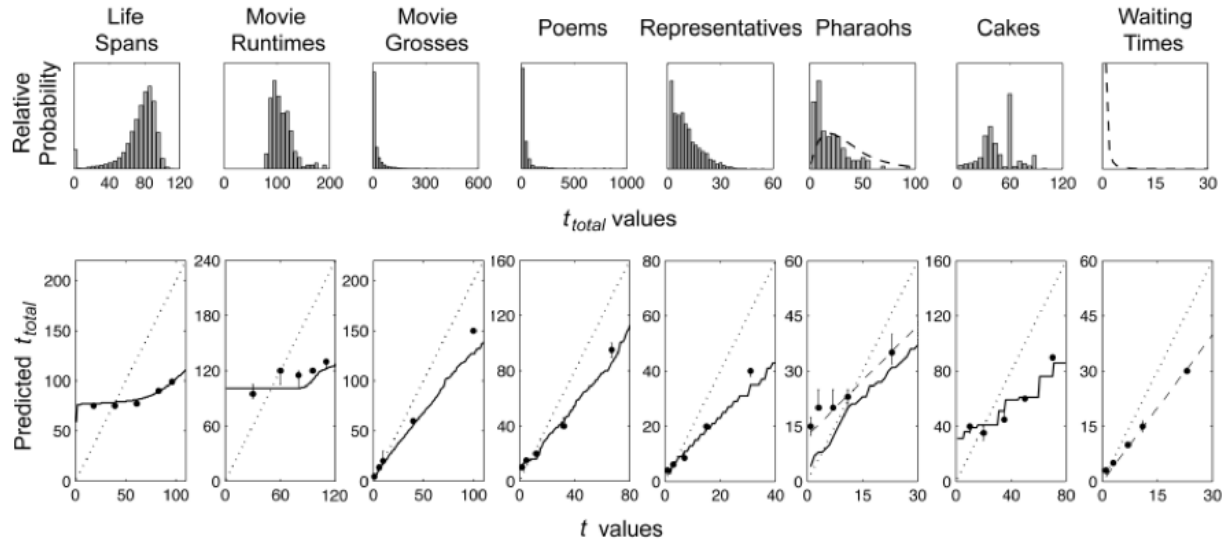 Life Spans
Movie Runtimes
Movie Grosses
Poems
Representatives
Pharaohs
Cakes
Waiting Times
Relative Probability
0 40 80 120
0 100 200
0 300 600
0 500 1000
0 30 60
0 50 100
0 60 120
0 15 30
t_total values
Predicted t_total
200
150
100
50
0
0 50 100
240
180
120
60
0
0 60 120
200
150
100
50
0
0 50 100
160
120
80
40
0
0 40 80
80
60
40
20
0
0 20 40
60
45
30
15
0
0 15 30
160
120
80
40
0
0 40 80
60
45
30
15
0
0 15 30
t values